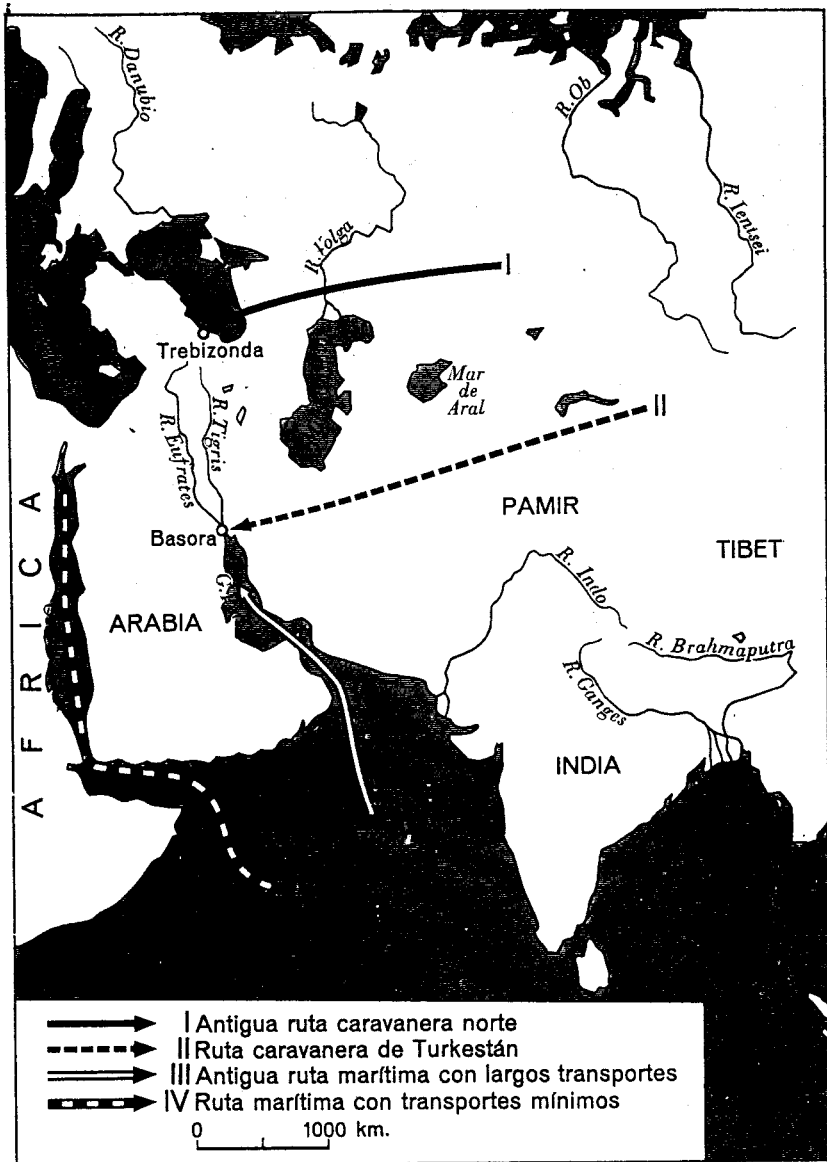 R. Danubio
R. Ob
R. Ienisei
R. Volga
I
Trebizonda
Mar
de
Aral
II
R. Tigris
R. Eufrates
PAMIR
Basora
TIBET
AFRICA
R. Indo
G.
ARABIA
R. Brahmaputra
R. Ganges
INDIA
I Antigua ruta caravanera norte
II Ruta caravanera de Turkestán
III Antigua ruta marítima con largos transportes
IV Ruta marítima con transportes mínimos
0 1000 km.